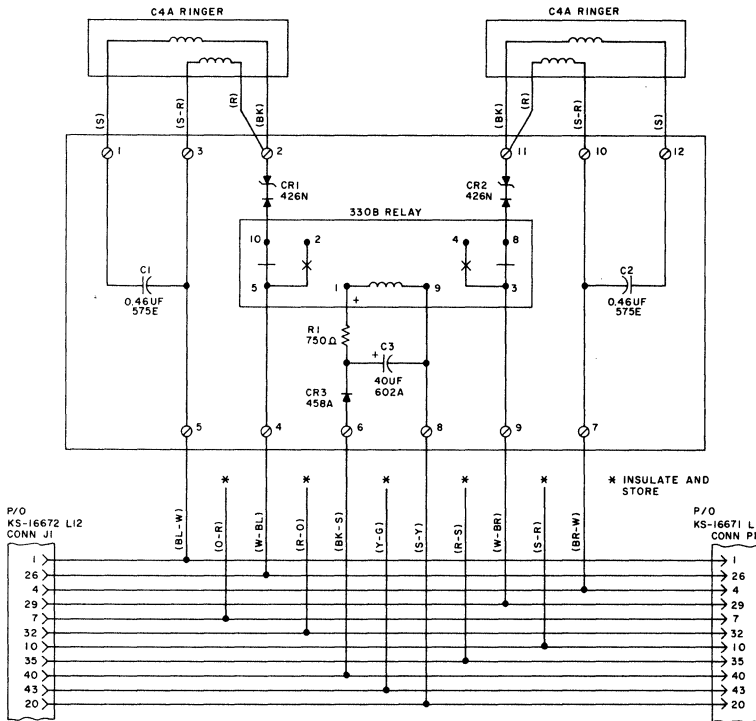 C4A RINGER
C4A RINGER
(S)
(S-R)
(R)
(BK)
(BK)
(R)
(S-R)
(S)
1
3
2
11
10
12
CR1
426N
CR2
426N
330B RELAY
10
2
4
8
5
1
9
3
+
C1
0.46UF
575E
C2
0.46UF
575E
R1
750Ω
+
C3
40UF
602A
CR3
458A
5
4
6
8
9
7
*
*
*
*
*
* INSULATE AND
STORE
(BL-W)
(O-R)
(W-BL)
(R-O)
(BK-S)
(Y-G)
(S-Y)
(R-S)
(W-BR)
(S-R)
(BR-W)
P/O
KS-16672 L12
CONN J1
P/O
KS-16671 L
CONN P1
1
1
26
26
4
4
29
29
7
7
32
32
10
10
35
35
40
40
43
43
20
20